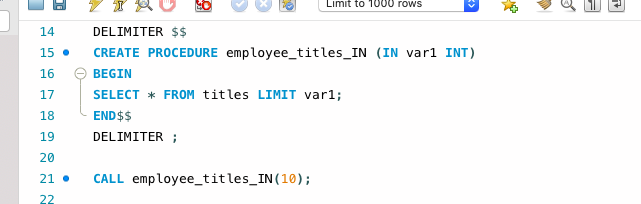 Limit to 1000 rows
14 DELIMITER $$
15 CREATE PROCEDURE employee_titles_IN (IN var1 INT)
16 BEGIN
17 SELECT * FROM titles LIMIT var1;
18 END$$
19 DELIMITER ;
20
21 CALL employee_titles_IN(10);
22